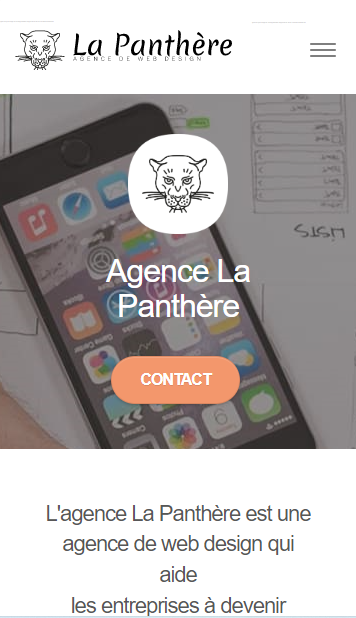 La Panthère
AGENCE DE WEB DESIGN
Agence La
Panthère
CONTACT
L'agence La Panthère est une
agence de web design qui
aide
les entreprises à devenir